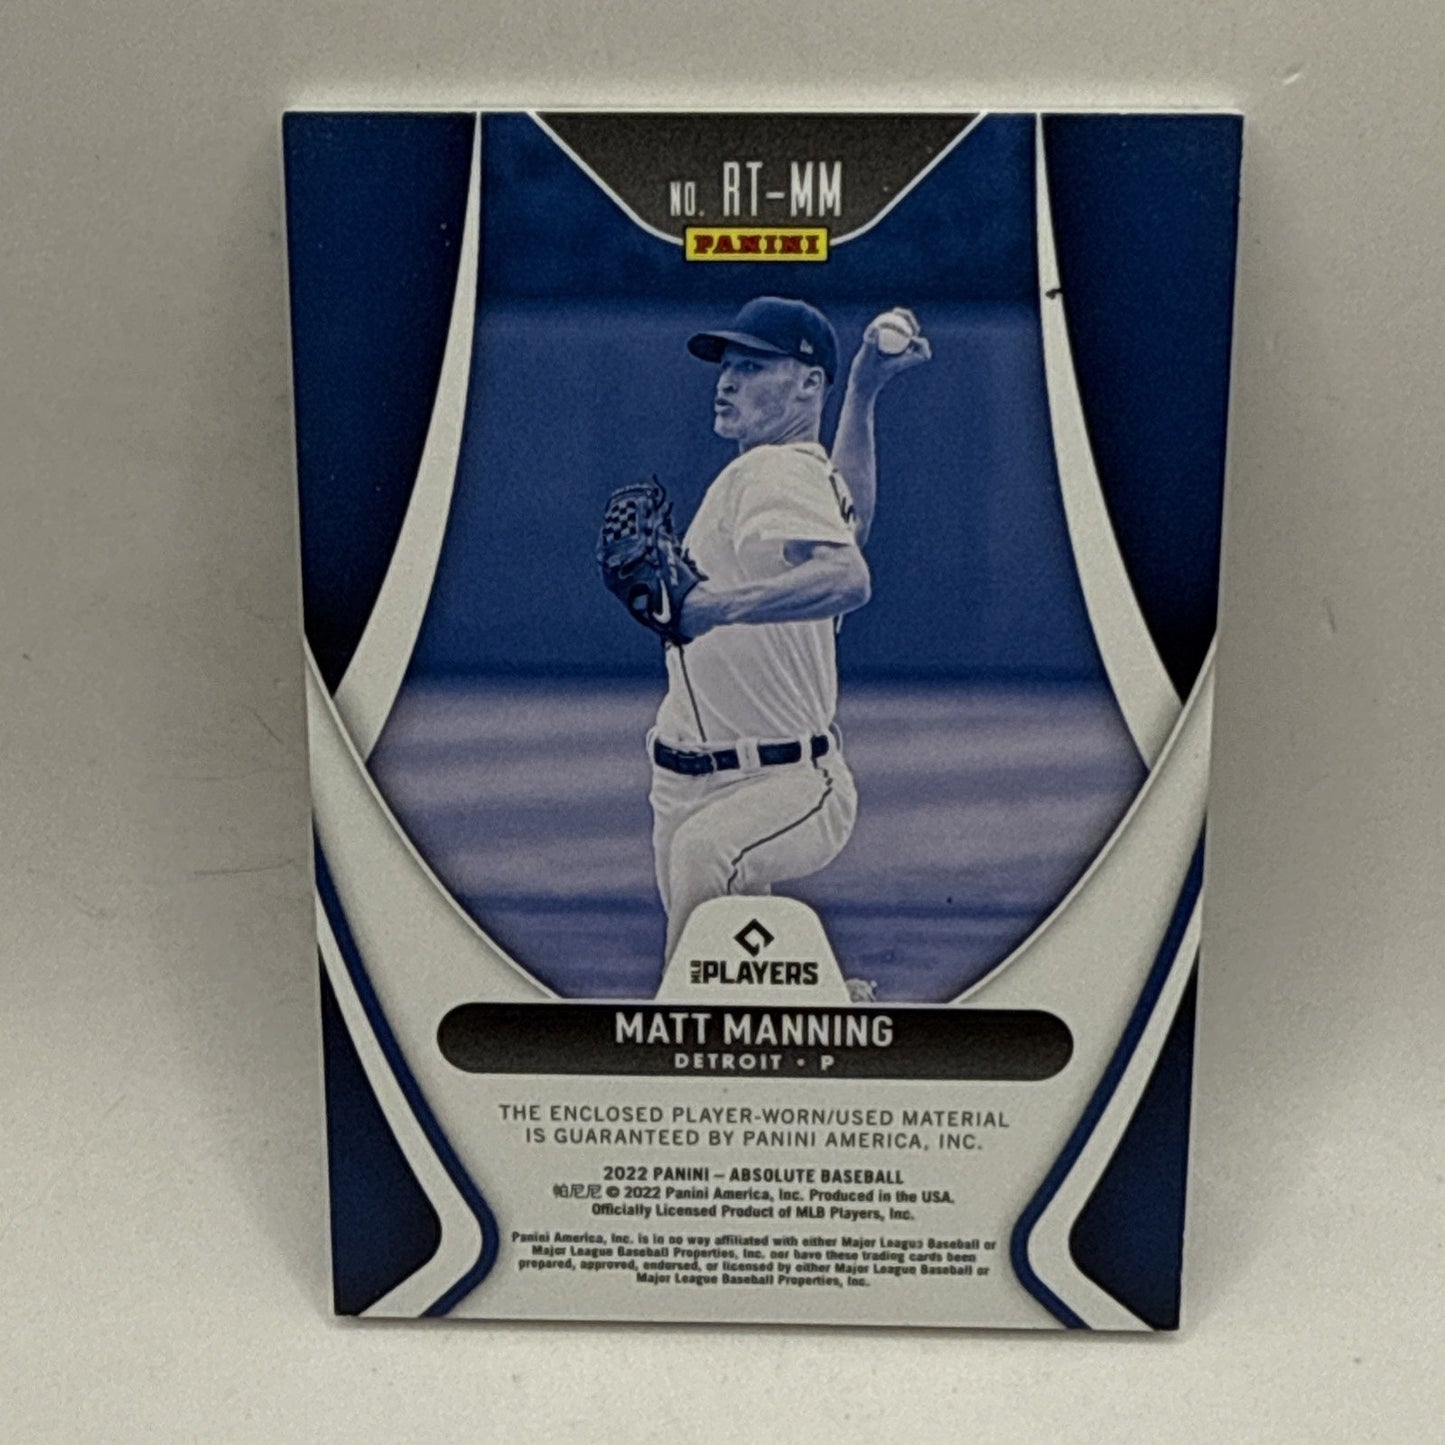 NO. RT-MM
PANINI
MLB PLAYERS
MATT MANNING
DETROIT • P
THE ENCLOSED PLAYER-WORN/USED MATERIAL
IS GUARANTEED BY PANINI AMERICA, INC.
2022 PANINI – ABSOLUTE BASEBALL
帕尼尼 © 2022 Panini America, Inc. Produced in the USA.
Officially Licensed Product of MLB Players, Inc.
Panini America, Inc. is in no way affiliated with either Major League Baseball or
Major League Baseball Properties, Inc. nor have these trading cards been
prepared, approved, endorsed, or licensed by either Major League Baseball or
Major League Baseball Properties, Inc.